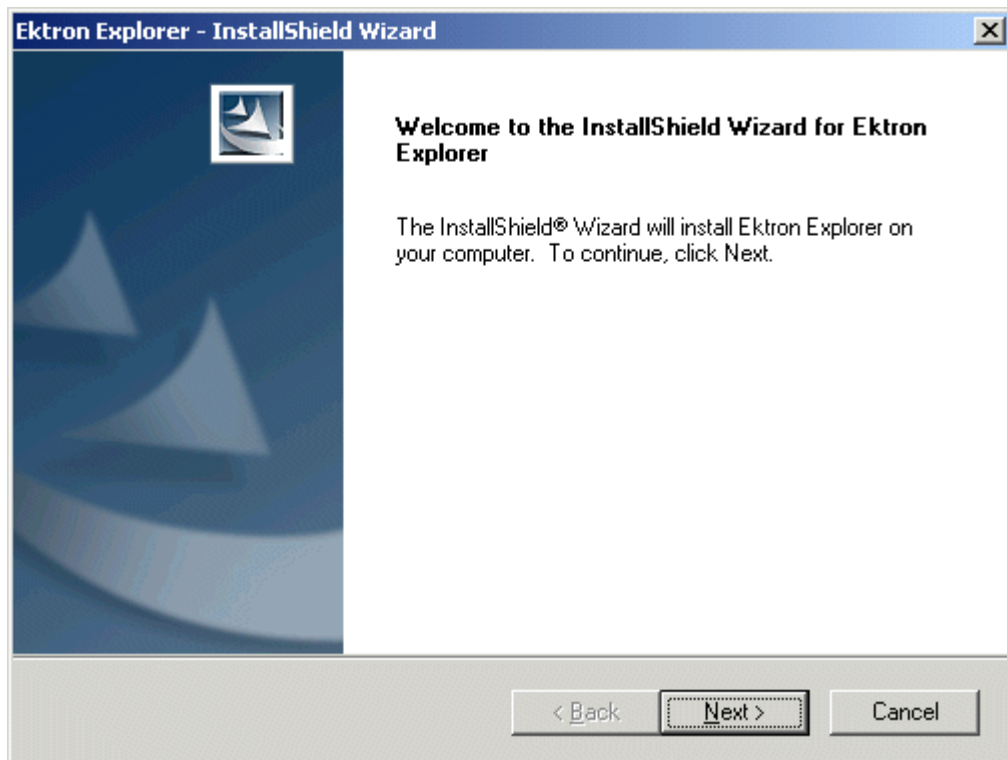 Ektron Explorer - InstallShield Wizard
Welcome to the InstallShield Wizard for Ektron
Explorer
The InstallShield® Wizard will install Ektron Explorer on
your computer.  To continue, click Next.
< Back
Next >
Cancel